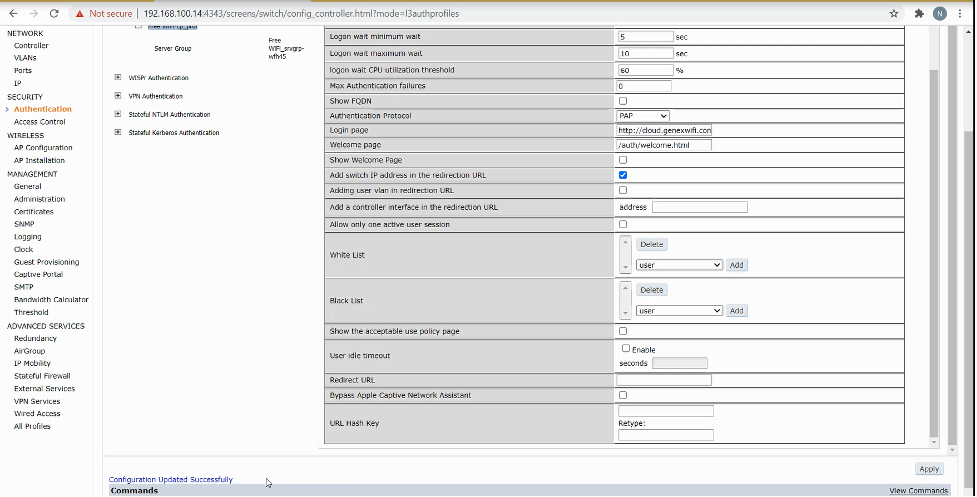 Not secure
192.168.100.14:4343/screens/switch/config_controller.html?mode=l3authprofiles
N
NETWORK
Controller
VLANs
Ports
IP
SECURITY
Authentication
Access Control
WIRELESS
AP Configuration
AP Installation
MANAGEMENT
General
Administration
Certificates
SNMP
Logging
Clock
Guest Provisioning
Captive Portal
SMTP
Bandwidth Calculator
Threshold
ADVANCED SERVICES
Redundancy
AirGroup
IP Mobility
Stateful Firewall
External Services
VPN Services
Wired Access
All Profiles
Server Group
Free
WIFI_srvgrp-
wfh45
WISPr Authentication
VPN Authentication
Stateful NTLM Authentication
Stateful Kerberos Authentication
Logon wait minimum wait 5 sec
Logon wait maximum wait 10 sec
logon wait CPU utilization threshold 60 %
Max Authentication failures 0
Show FQDN
Authentication Protocol PAP
Login page http://cloud.genexwifi.con
Welcome page /auth/welcome.html
Show Welcome Page
Add switch IP address in the redirection URL
Adding user vlan in redirection URL
Add a controller interface in the redirection URL address
Allow only one active user session
Delete
White List
user Add
Delete
Black List
user Add
Show the acceptable use policy page
Enable
User idle timeout
seconds
Redirect URL
Bypass Apple Captive Network Assistant
URL Hash Key
Retype:
Apply
Configuration Updated Successfully
Commands View Commands